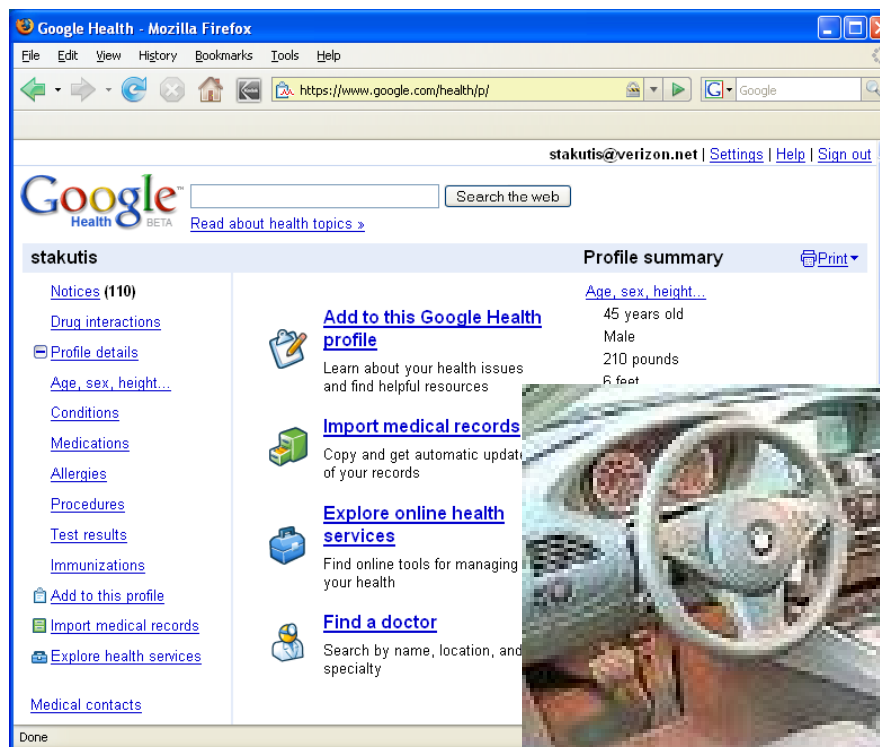 Google Health - Mozilla Firefox
File Edit View History Bookmarks Tools Help
https://www.google.com/health/p/
G Google
stakutis@verizon.net | Settings | Help | Sign out
Google™
Health BETA
Search the web
Read about health topics »
stakutis
Profile summary
Print
Notices (110)
Drug interactions
Profile details
Age, sex, height...
Conditions
Medications
Allergies
Procedures
Test results
Immunizations
Add to this profile
Import medical records
Explore health services
Medical contacts
Add to this Google Health
profile
Learn about your health issues
and find helpful resources
Import medical records
Copy and get automatic updat
of your records
Explore online health
services
Find online tools for managing
your health
Find a doctor
Search by name, location, and
specialty
Age, sex, height...
45 years old
Male
210 pounds
6 feet
Done